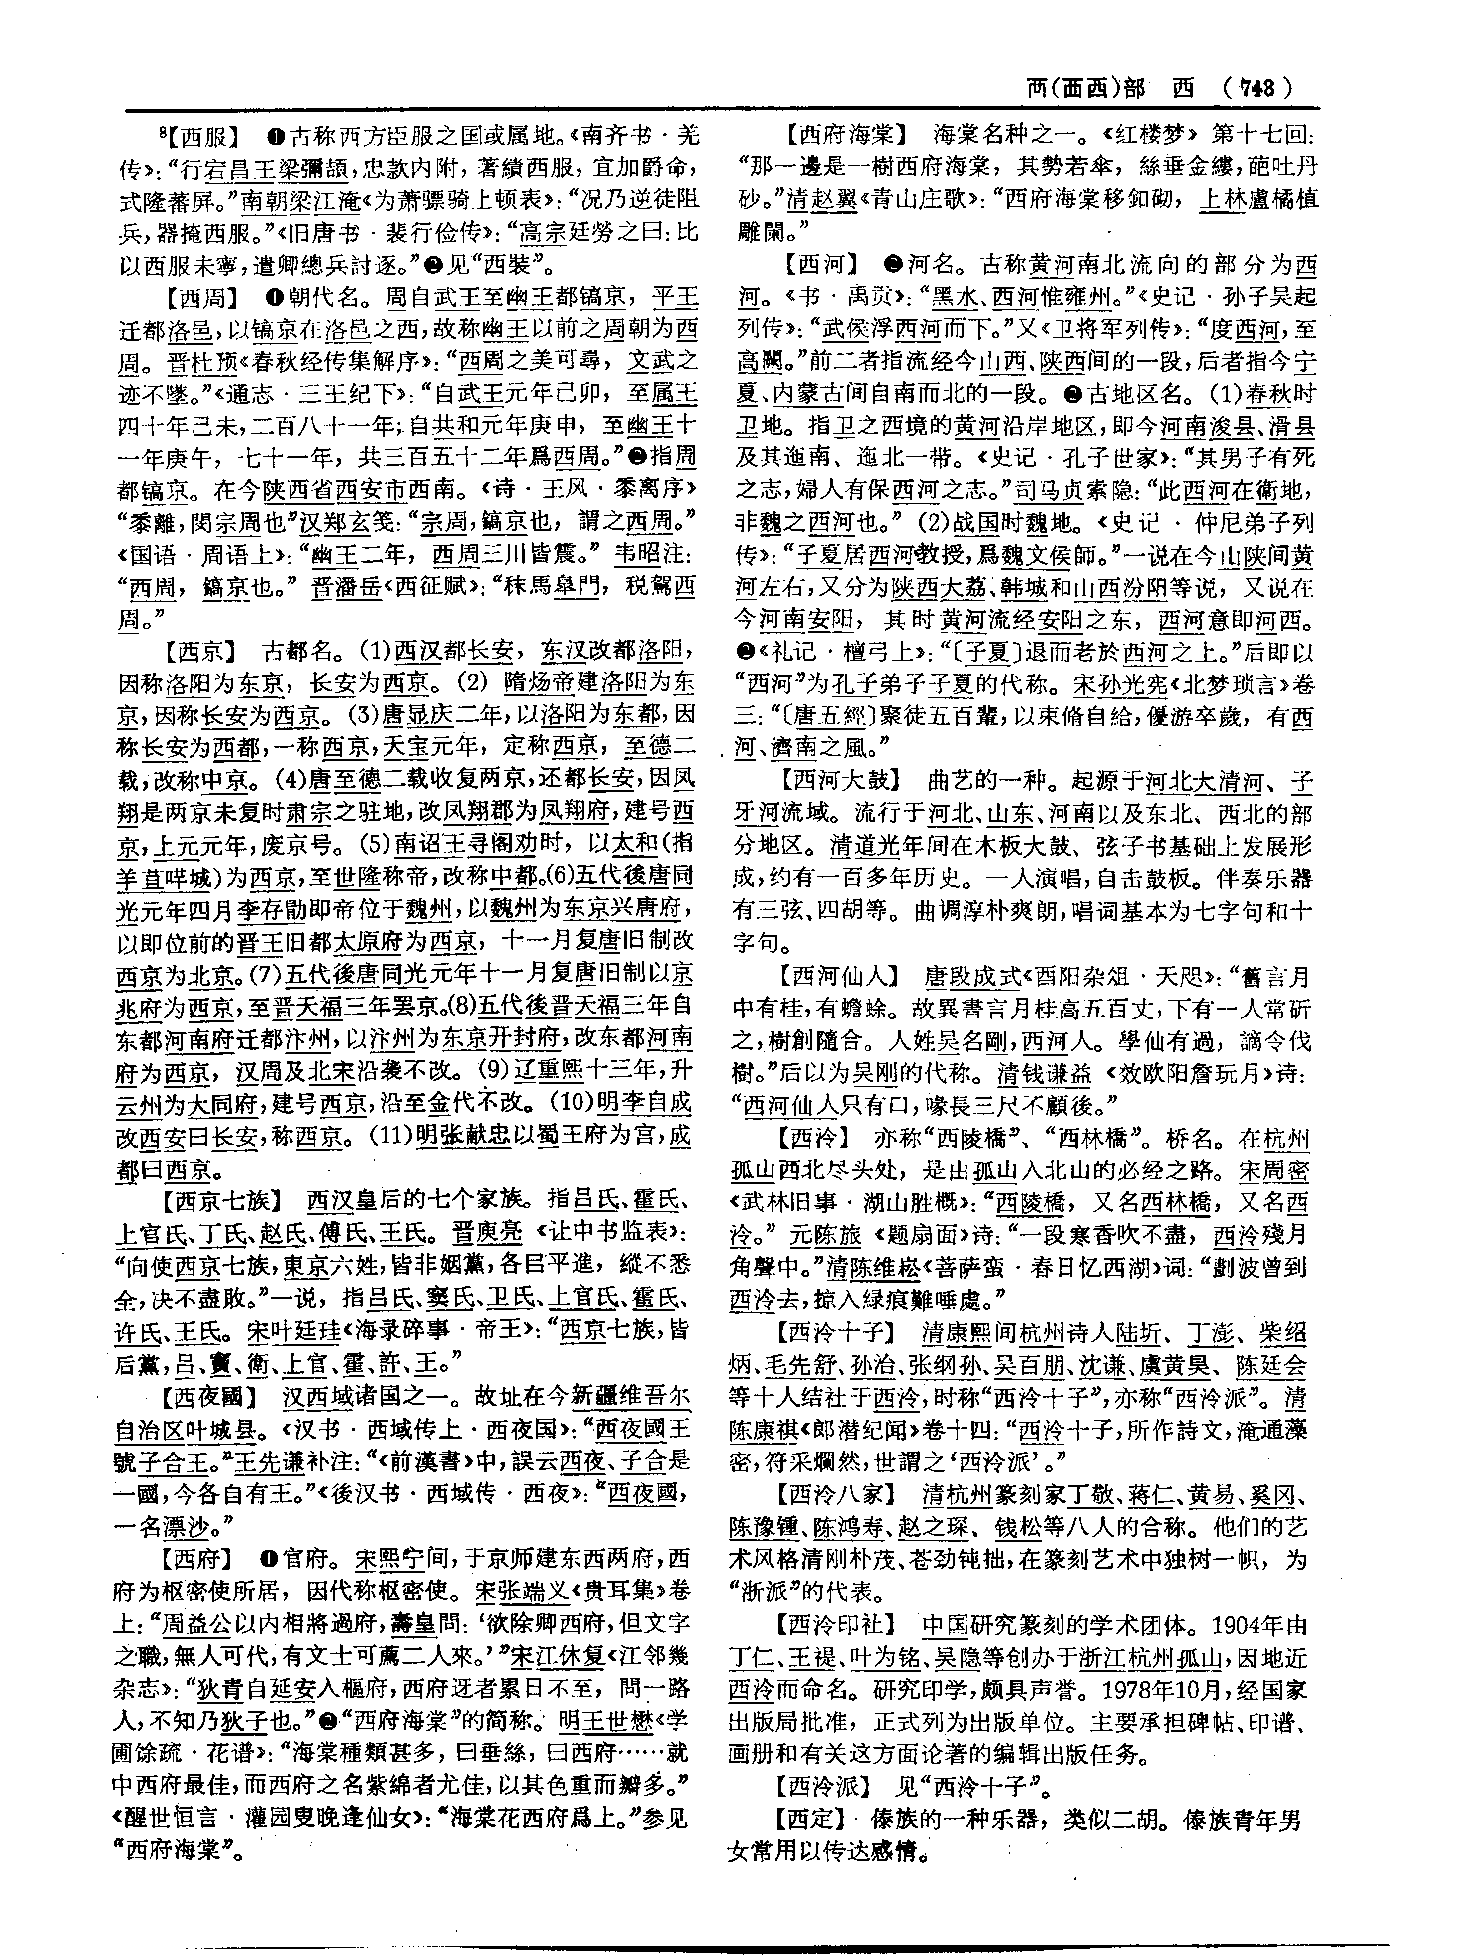 襾(西覀)部　西　(743)
⁸【西服】　❶古称西方臣服之国或属地。《南齐书·羌
传》：“行宕昌王梁彌頡，忠款内附，著績西服，宜加爵命，
式隆蕃屏。”南朝梁江淹《为萧骠骑上顿表》：“况乃逆徒阻
兵，器掩西服。”《旧唐书·裴行俭传》：“高宗廷勞之曰：比
以西服未寧，遣卿總兵討逐。”❷见“西裝”。
【西周】　❶朝代名。周自武王至幽王都镐京，平王
迁都洛邑，以镐京在洛邑之西，故称幽王以前之周朝为西
周。晋杜预《春秋经传集解序》：“西周之美可尋，文武之
迹不墜。”《通志·三王纪下》：“自武王元年己卯，至厲王
四十年己未，二百八十一年；自共和元年庚申，至幽王十
一年庚午，七十一年，共三百五十二年爲西周。”❷指周
都镐京。在今陕西省西安市西南。《诗·王风·黍离序》
“黍離，閔宗周也”汉郑玄笺：“宗周，鎬京也，謂之西周。”
《国语·周语上》：“幽王二年，西周三川皆震。”韦昭注：
“西周，鎬京也。”晋潘岳《西征赋》：“秣馬皋門，税駕西
周。”
【西京】　古都名。(1)西汉都长安，东汉改都洛阳，
因称洛阳为东京，长安为西京。(2)隋炀帝建洛阳为东
京，因称长安为西京。(3)唐显庆二年，以洛阳为东都，因
称长安为西都，一称西京，天宝元年，定称西京，至德二
载，改称中京。(4)唐至德二载收复两京，还都长安，因凤
翔是两京未复时肃宗之驻地，改凤翔郡为凤翔府，建号西
京，上元元年，废京号。(5)南诏王寻阁劝时，以太和(指
羊苴咩城)为西京，至世隆称帝，改称中都。(6)五代後唐同
光元年四月李存勖即帝位于魏州，以魏州为东京兴唐府，
以即位前的晋王旧都太原府为西京，十一月复唐旧制改
西京为北京。(7)五代後唐同光元年十一月复唐旧制以京
兆府为西京，至晋天福三年罢京。(8)五代後晋天福三年自
东都河南府迁都汴州，以汴州为东京开封府，改东都河南
府为西京，汉周及北宋沿袭不改。(9)辽重熙十三年，升
云州为大同府，建号西京，沿至金代不改。(10)明李自成
改西安曰长安，称西京。(11)明张献忠以蜀王府为宫，成
都曰西京。
【西京七族】　西汉皇后的七个家族。指吕氏、霍氏、
上官氏、丁氏、赵氏、傅氏、王氏。晋庾亮《让中书监表》：
“向使西京七族，東京六姓，皆非姻黨，各自平進，縱不悉
全，决不盡敗。”一说，指吕氏、窦氏、卫氏、上官氏、霍氏、
许氏、王氏。宋叶廷珪《海录碎事·帝王》：“西京七族，皆
后黨，吕、竇、衛、上官、霍、許、王。”
【西夜國】　汉西域诸国之一。故址在今新疆维吾尔
自治区叶城县。《汉书·西域传上·西夜国》：“西夜國王
號子合王。”王先谦补注：“《前漢書》中，誤云西夜、子合是
一國，今各自有王。”《後汉书·西域传·西夜》：“西夜國，
一名漂沙。”
【西府】　❶官府。宋熙宁间，于京师建东西两府，西
府为枢密使所居，因代称枢密使。宋张端义《贵耳集》卷
上：“周益公以内相將過府，壽皇問：‘欲除卿西府，但文字
之職，無人可代，有文士可薦二人來。’”宋江休复《江邻幾
杂志》：“狄青自延安入樞府，西府迓者累日不至，問一路
人，不知乃狄子也。”❷“西府海棠”的简称。明王世懋《学
圃馀疏·花谱》：“海棠種類甚多，曰垂絲，曰西府……就
中西府最佳，而西府之名紫綿者尤佳，以其色重而瓣多。”
《醒世恒言·灌园叟晚逢仙女》：“海棠花西府爲上。”参见
“西府海棠”。
【西府海棠】　海棠名种之一。《红楼梦》第十七回：
“那一邊是一樹西府海棠，其勢若傘，絲垂金縷，葩吐丹
砂。”清赵翼《青山庄歌》：“西府海棠移釦砌，上林盧橘植
雕闌。”
【西河】　❶河名。古称黄河南北流向的部分为西
河。《书·禹贡》：“黑水、西河惟雍州。”《史记·孙子吴起
列传》：“武侯浮西河而下。”又《卫将军列传》：“度西河，至
高闕。”前二者指流经今山西、陕西间的一段，后者指今宁
夏、内蒙古间自南而北的一段。❷古地区名。(1)春秋时
卫地。指卫之西境的黄河沿岸地区，即今河南浚县、滑县
及其迤南、迤北一带。《史记·孔子世家》：“其男子有死
之志，婦人有保西河之志。”司马贞索隐：“此西河在衛地，
非魏之西河也。”(2)战国时魏地。《史记·仲尼弟子列
传》：“子夏居西河教授，爲魏文侯師。”一说在今山陕间黄
河左右，又分为陕西大荔、韩城和山西汾阴等说，又说在
今河南安阳，其时黄河流经安阳之东，西河意即河西。
❸《礼记·檀弓上》：“〔子夏〕退而老於西河之上。”后即以
“西河”为孔子弟子子夏的代称。宋孙光宪《北梦琐言》卷
三：“〔唐五經〕聚徒五百輩，以束脩自給，優游卒歲，有西
河、濟南之風。”
【西河大鼓】　曲艺的一种。起源于河北大清河、子
牙河流域。流行于河北、山东、河南以及东北、西北的部
分地区。清道光年间在木板大鼓、弦子书基础上发展形
成，约有一百多年历史。一人演唱，自击鼓板。伴奏乐器
有三弦、四胡等。曲调淳朴爽朗，唱词基本为七字句和十
字句。
【西河仙人】　唐段成式《酉阳杂俎·天咫》：“舊言月
中有桂，有蟾蜍。故異書言月桂高五百丈，下有一人常斫
之，樹創隨合。人姓吴名剛，西河人。學仙有過，謫令伐
樹。”后以为吴刚的代称。清钱谦益《效欧阳詹玩月》诗：
“西河仙人只有口，喙長三尺不顧後。”
【西泠】　亦称“西陵橋”、“西林橋”。桥名。在杭州
孤山西北尽头处，是由孤山入北山的必经之路。宋周密
《武林旧事·湖山胜概》：“西陵橋，又名西林橋，又名西
泠。”元陈旅《题扇面》诗：“一段寒香吹不盡，西泠殘月
角聲中。”清陈维崧《菩萨蛮·春日忆西湖》词：“劃波曾到
西泠去，掠入緑痕難唾處。”
【西泠十子】　清康熙间杭州诗人陆圻、丁澎、柴绍
炳、毛先舒、孙治、张纲孙、吴百朋、沈谦、虞黄昊、陈廷会
等十人结社于西泠，时称“西泠十子”，亦称“西泠派”。清
陈康祺《郎潜纪闻》卷十四：“西泠十子，所作詩文，淹通藻
密，符采爛然，世謂之‘西泠派’。”
【西泠八家】　清杭州篆刻家丁敬、蒋仁、黄易、奚冈、
陈豫锺、陈鸿寿、赵之琛、钱松等八人的合称。他们的艺
术风格清刚朴茂、苍劲钝拙，在篆刻艺术中独树一帜，为
“浙派”的代表。
【西泠印社】　中国研究篆刻的学术团体。1904年由
丁仁、王禔、叶为铭、吴隐等创办于浙江杭州孤山，因地近
西泠而命名。研究印学，颇具声誉。1978年10月，经国家
出版局批准，正式列为出版单位。主要承担碑帖、印谱、
画册和有关这方面论著的编辑出版任务。
【西泠派】　见“西泠十子”。
【西定】　傣族的一种乐器，类似二胡。傣族青年男
女常用以传达感情。